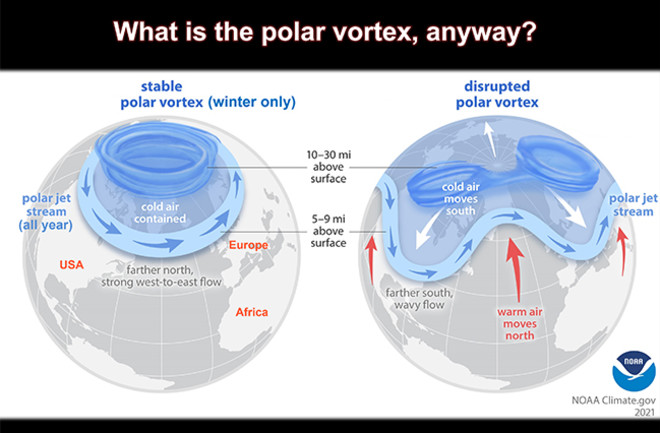 What is the polar vortex, anyway?
stable
polar vortex (winter only)
disrupted
polar vortex
10–30 mi
above
surface
cold air
contained
cold air
moves
south
polar jet
stream
(all year)
polar jet
stream
5–9 mi
above
surface
Europe
USA
farther north,
strong west-to-east flow
farther south,
wavy flow
Africa
warm air
moves
north
NOAA
NOAA Climate.gov
2021